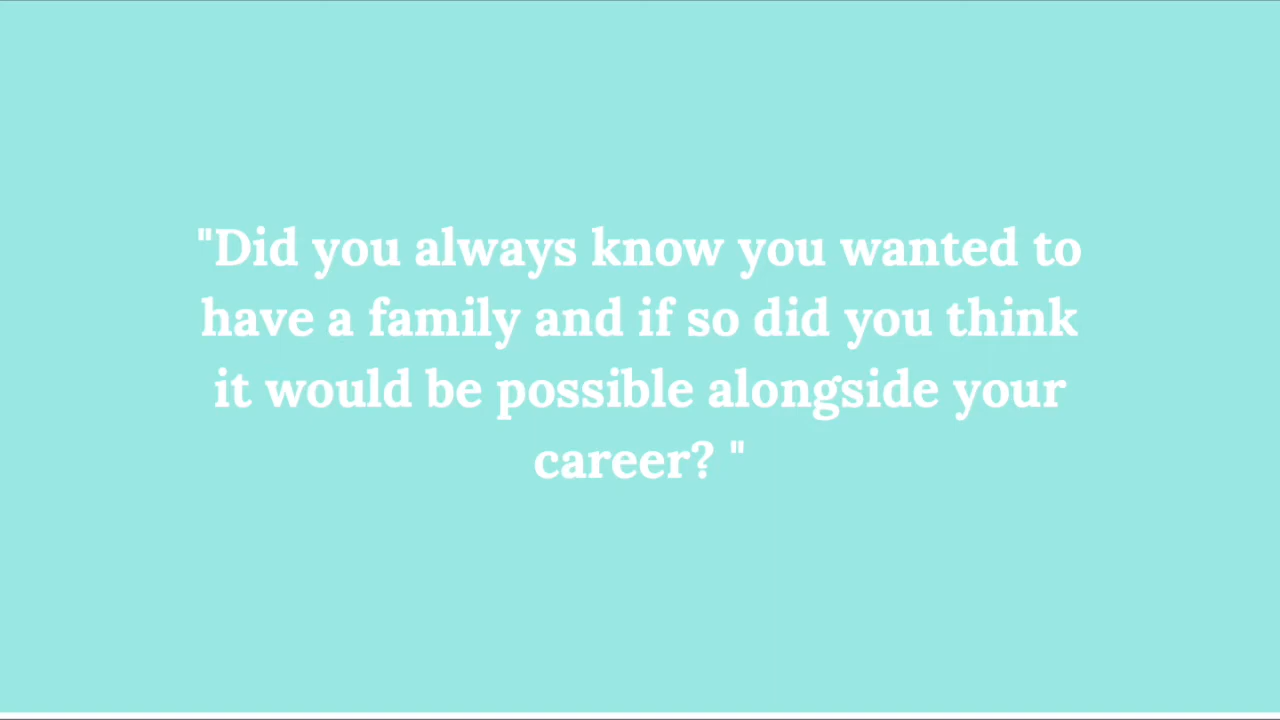 "Did you always know you wanted to
have a family and if so did you think
it would be possible alongside your
career? "